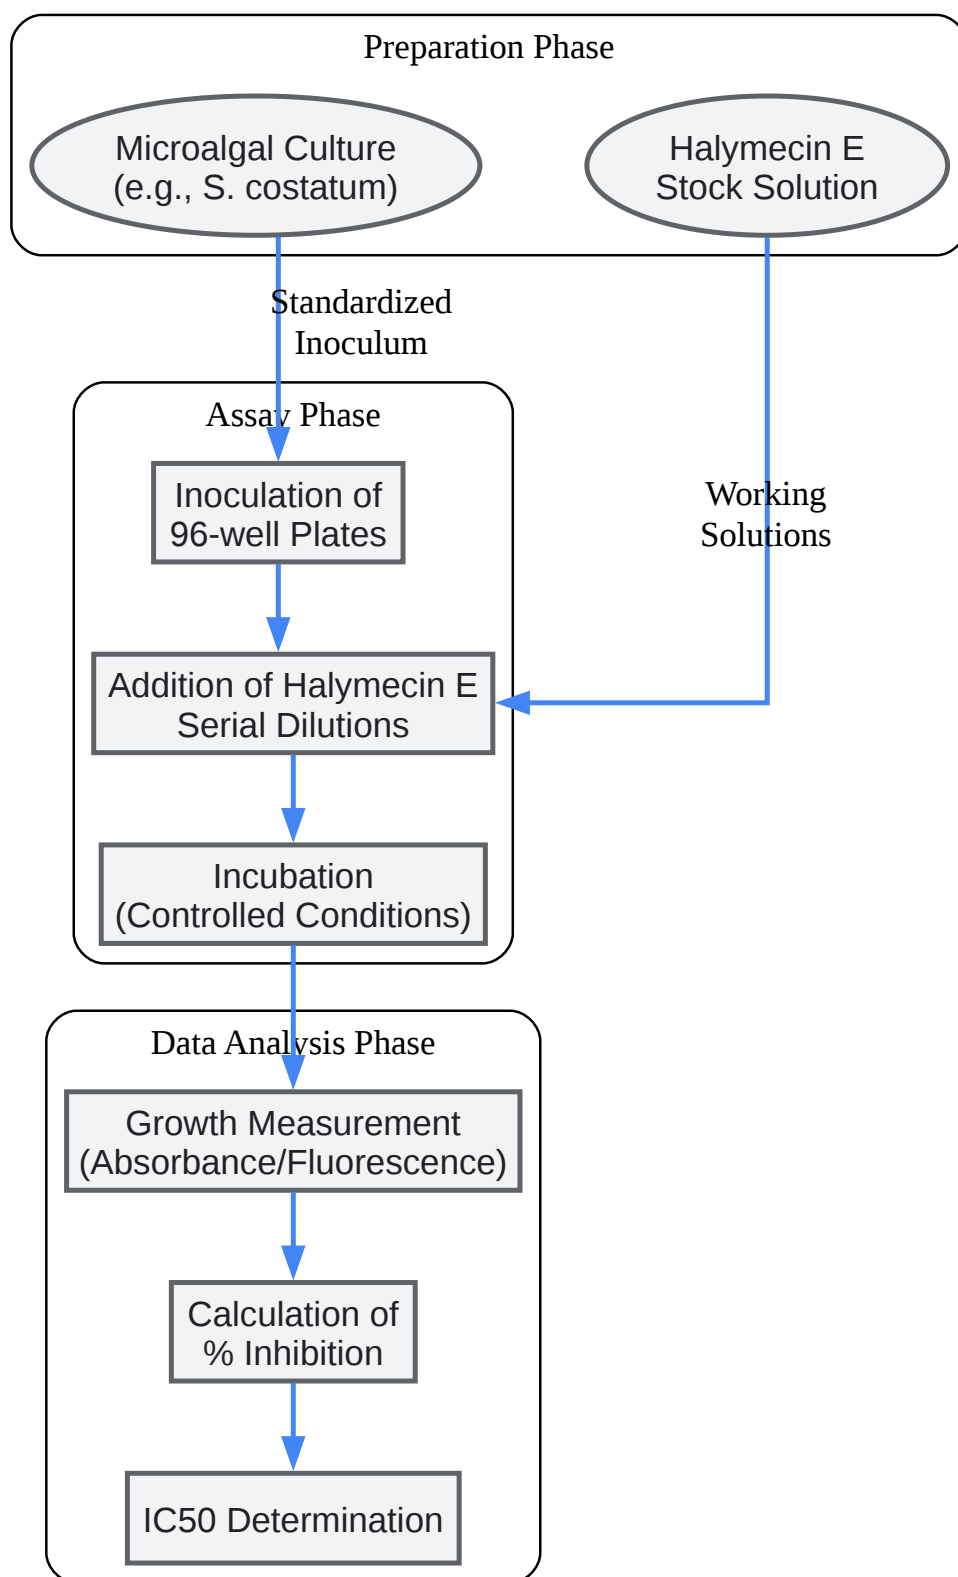 Preparation Phase
Microalgal Culture
(e.g., S. costatum)
Halymecin E
Stock Solution
Standardized
Inoculum
Assay Phase
Inoculation of
96-well Plates
Working
Solutions
Addition of Halymecin E
Serial Dilutions
Incubation
(Controlled Conditions)
Data Analysis Phase
Growth Measurement
(Absorbance/Fluorescence)
Calculation of
% Inhibition
IC50 Determination